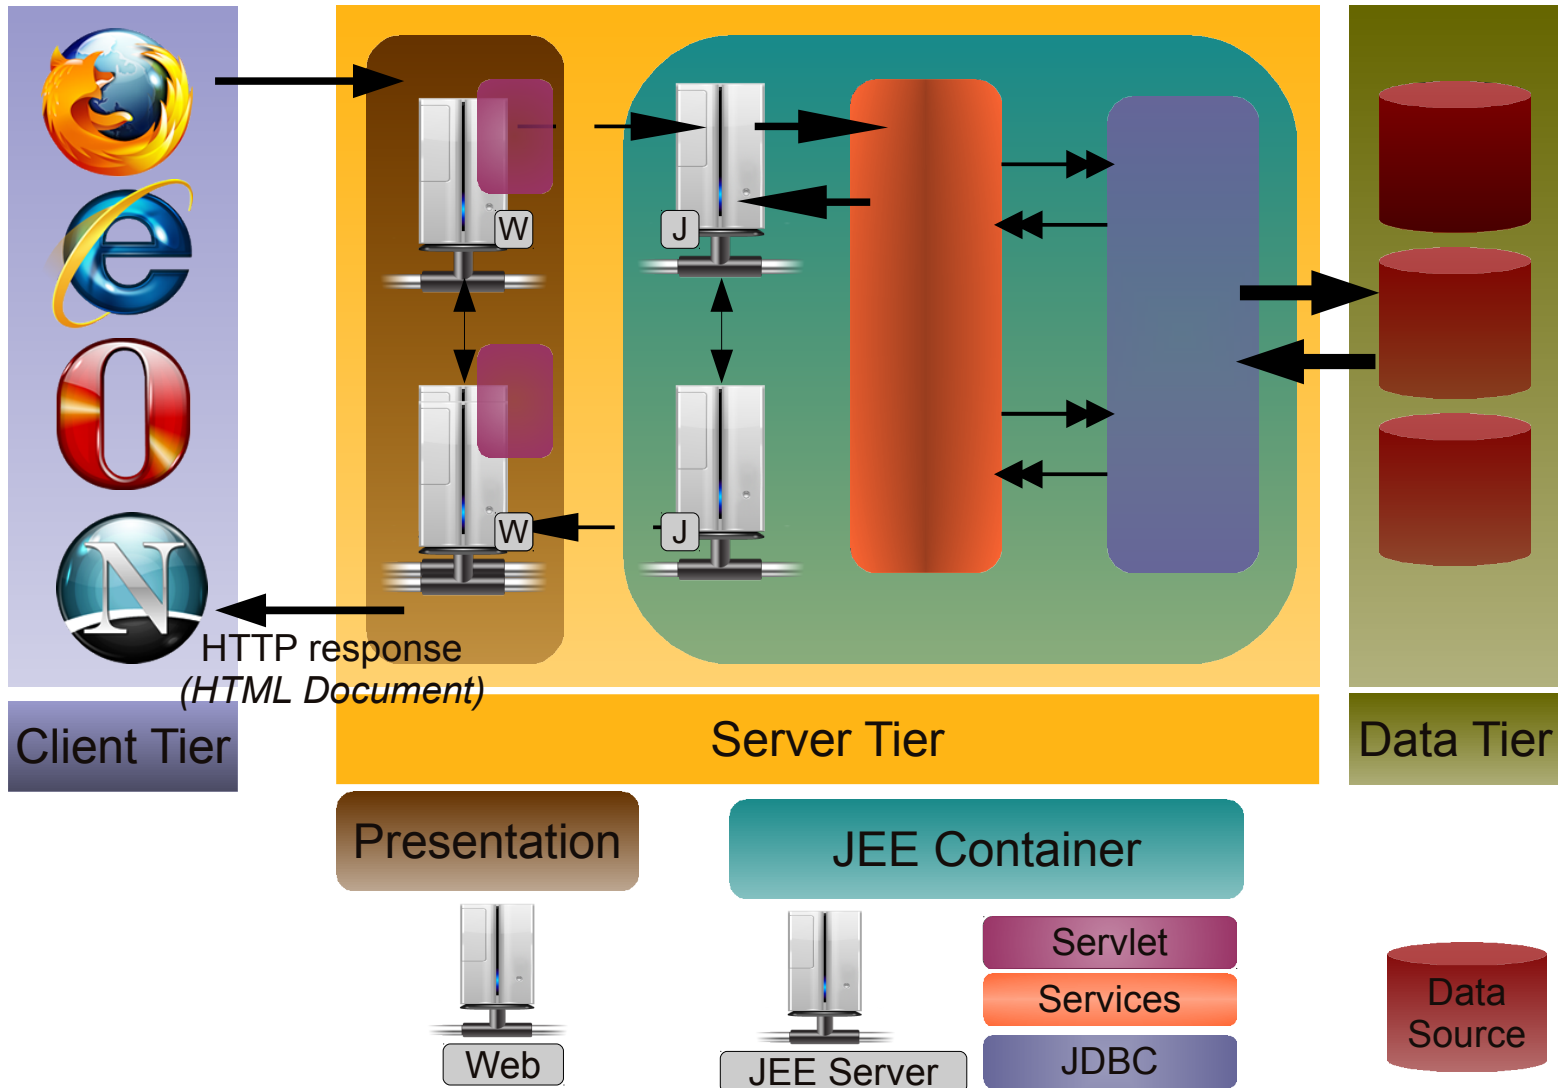 W
J
W
J
N
HTTP response
(HTML Document)
Client Tier
Server Tier
Data Tier
Presentation
JEE Container
Servlet
Services
JDBC
Web
JEE Server
Data
Source